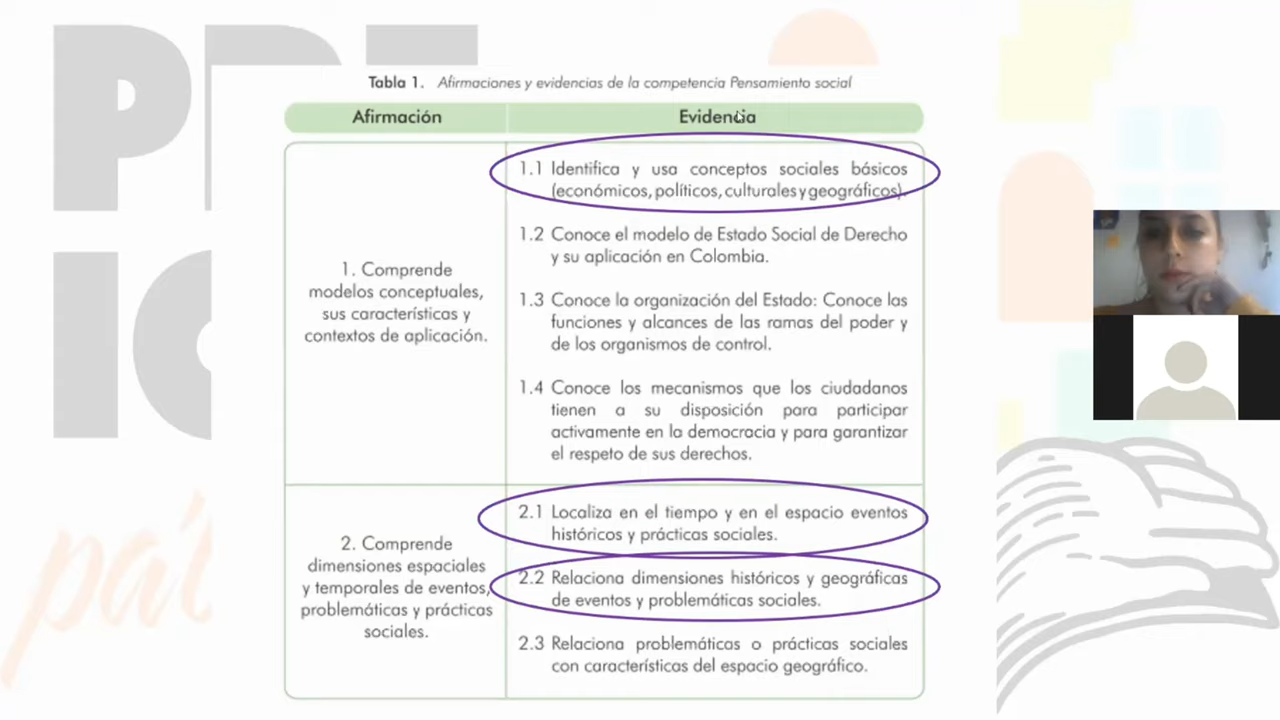 PRE
IC
pát
Tabla 1. Afirmaciones y evidencias de la competencia Pensamiento social
Afirmación
Evidencia
1. Comprende
modelos conceptuales,
sus características y
contextos de aplicación.
1.1 Identifica y usa conceptos sociales básicos
(económicos, políticos, culturales y geográficos).
1.2 Conoce el modelo de Estado Social de Derecho
y su aplicación en Colombia.
1.3 Conoce la organización del Estado: Conoce las
funciones y alcances de las ramas del poder y
de los organismos de control.
1.4 Conoce los mecanismos que los ciudadanos
tienen a su disposición para participar
activamente en la democracia y para garantizar
el respeto de sus derechos.
2. Comprende
dimensiones espaciales
y temporales de eventos,
problemáticas y prácticas
sociales.
2.1 Localiza en el tiempo y en el espacio eventos
históricos y prácticas sociales.
2.2 Relaciona dimensiones históricos y geográficas
de eventos y problemáticas sociales.
2.3 Relaciona problemáticas o prácticas sociales
con características del espacio geográfico.